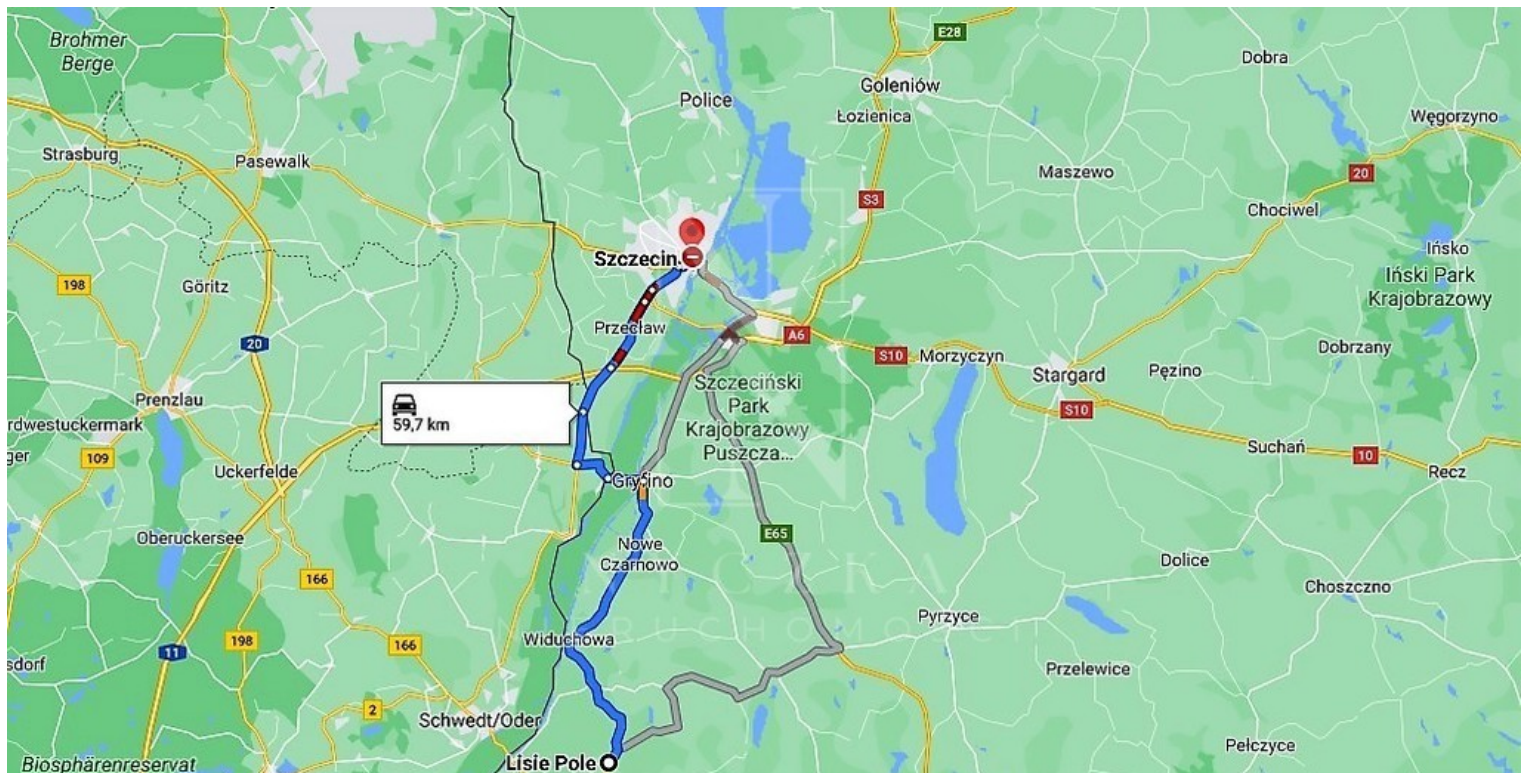 Brohmer
Berge
E28
Dobra
Goleniów
Police
Łozienica
Węgorzyno
Strasburg
Pasewalk
Maszewo
20
S3
Chociwel
Ińsko
Szczecin
Iński Park
Krajobrazowy
198
Göritz
Przecław
A6
20
S10
Morzyczyn
Dobrzany
Stargard
Pęzino
Szczeciński
Park
Krajobrazowy
Puszcza...
59,7 km
Prenzlau
S10
rdwestuckermark
Suchań
10
Recz
ger
109
Uckerfelde
Gryfino
E65
Oberuckersee
Nowe
Czarnowo
Dolice
166
Choszczno
Pyrzyce
198
166
Widuchowa
NIERUCHOMOŚCI
11
sdorf
Przelewice
2
Schwedt/Oder
Pełczyce
Lisie Pole
Biosphärenreservat